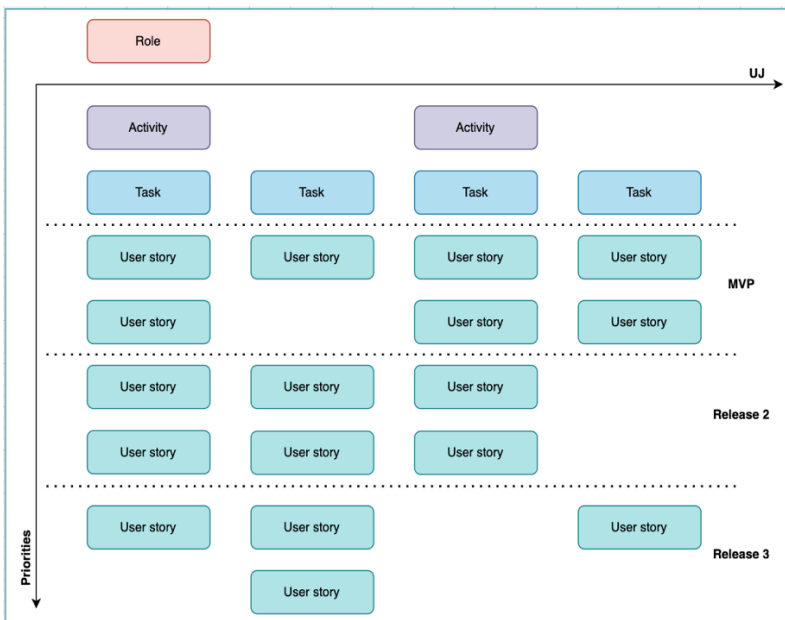 Role
UJ
Activity Activity
Task Task Task Task
User story User story User story User story
MVP
User story User story User story
User story User story User story
Release 2
User story User story User story
User story User story User story
Release 3
Priorities
User story